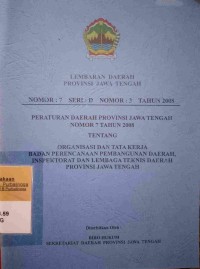 LEMBARAN DAERAH
PROVINSI JAWA TENGAH
NOMOR : 7 SERI : D NOMOR : 7 TAHUN 2008
PERATURAN DAERAH PROVINSI JAWA TENGAH
NOMOR 7 TAHUN 2008
TENTANG
ORGANISASI DAN TATA KERJA
BADAN PERENCANAAN PEMBANGUNAN DAERAH,
INSPEKTORAT DAN LEMBAGA TEKNIS DAERAH
PROVINSI JAWA TENGAH
Diterbitkan Oleh :
BIRO HUKUM
SEKRETARIAT DAERAH PROVINSI JAWA TENGAH